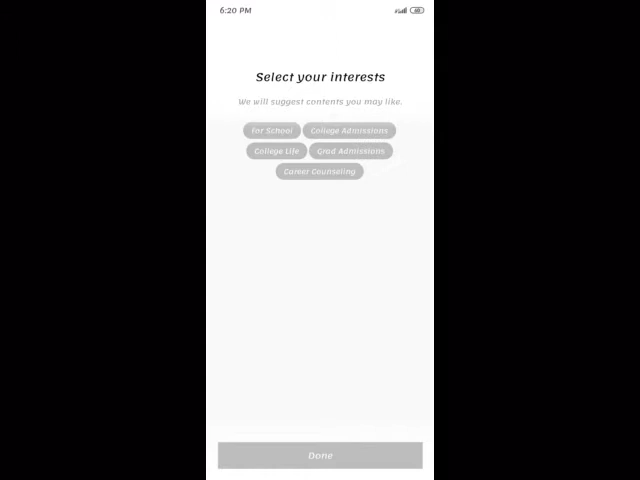 6:20 PM 60
Select your interests
We will suggest contents you may like.
For School College Admissions
College Life Grad Admissions
Career Counseling
Done